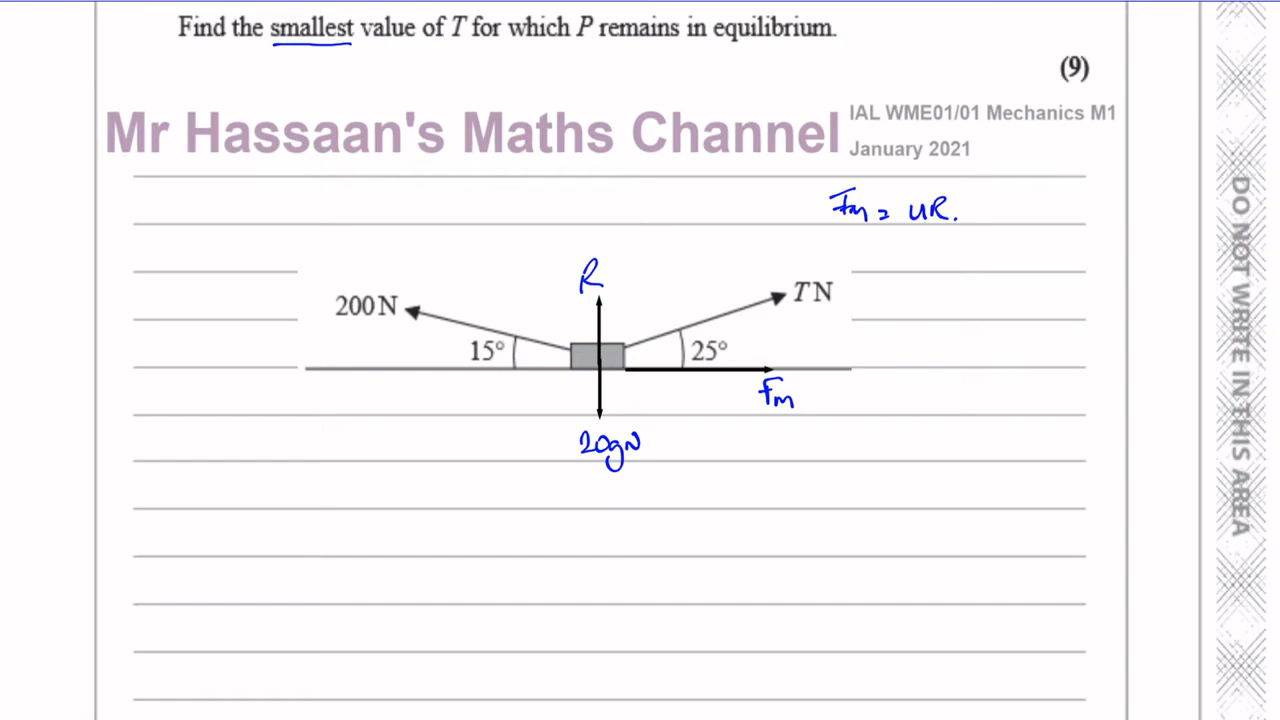 Find the smallest value of T for which P remains in equilibrium.
(9)
Mr Hassaan's Maths Channel
IAL WME01/01 Mechanics M1
January 2021
Fm = uR.
R
200 N
T N
15°
25°
Fm
20gN
DO NOT WRITE IN THIS AREA